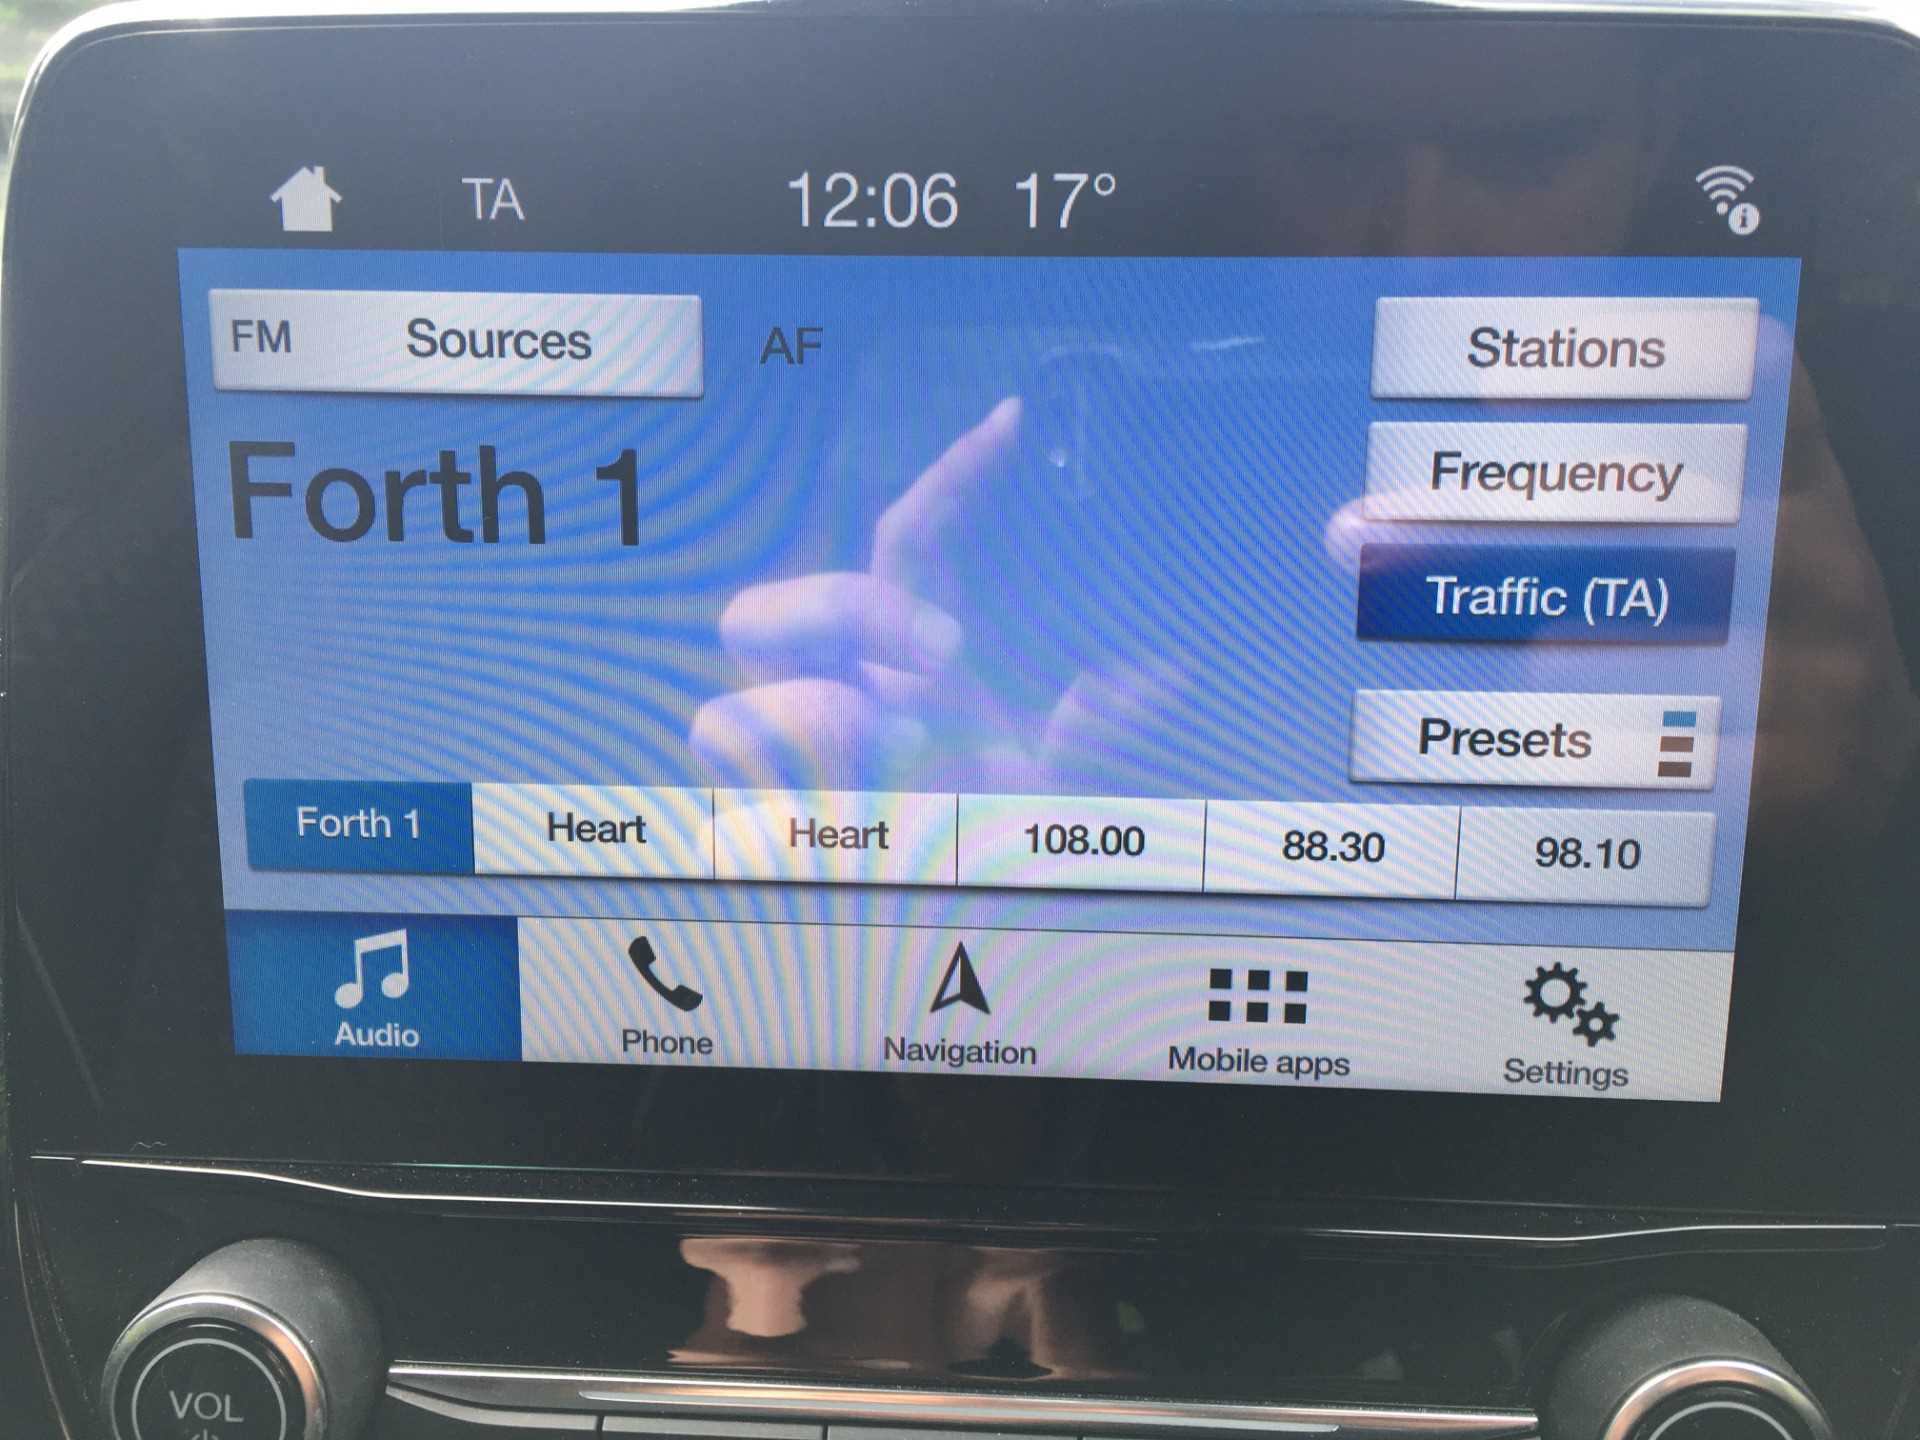 TA 12:06 17°
FM Sources AF Stations
Forth 1
Frequency
Traffic (TA)
Presets
Forth 1 Heart Heart 108.00 88.30 98.10
Audio Phone Navigation Mobile apps Settings
VOL